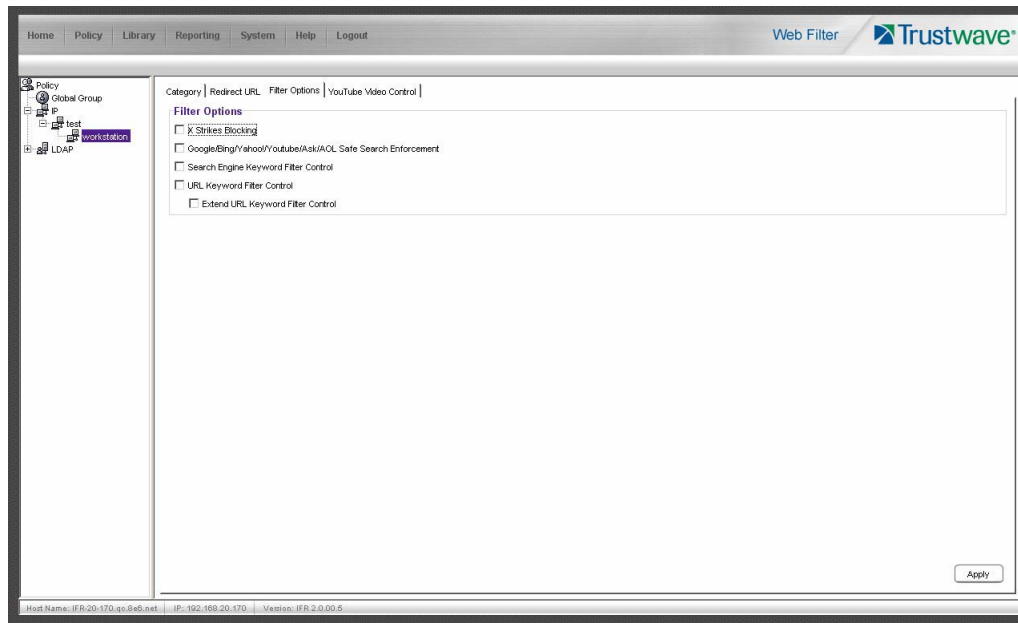 Home Policy Library Reporting System Help Logout Web Filter Trustwave®
Policy
Global Group
IP
test
workstation
LDAP
Category Redirect URL Filter Options YouTube Video Control
Filter Options
X Strikes Blocking
Google/Bing/Yahoo!/Youtube/Ask/AOL Safe Search Enforcement
Search Engine Keyword Filter Control
URL Keyword Filter Control
Extend URL Keyword Filter Control
Apply
Host Name: IFR-20-170.qc.8e6.net IP: 192.168.20.170 Version: IFR 2.0.00.5